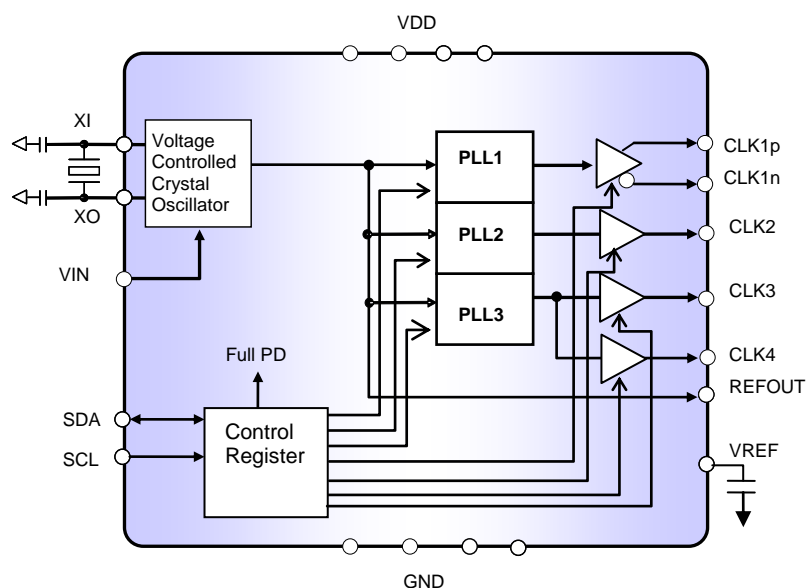 VDD
XI
Voltage
Controlled
Crystal
Oscillator
XO
VIN
PLL1
PLL2
PLL3
CLK1p
CLK1n
CLK2
CLK3
CLK4
REFOUT
Full PD
SDA
SCL
Control
Register
VREF
GND